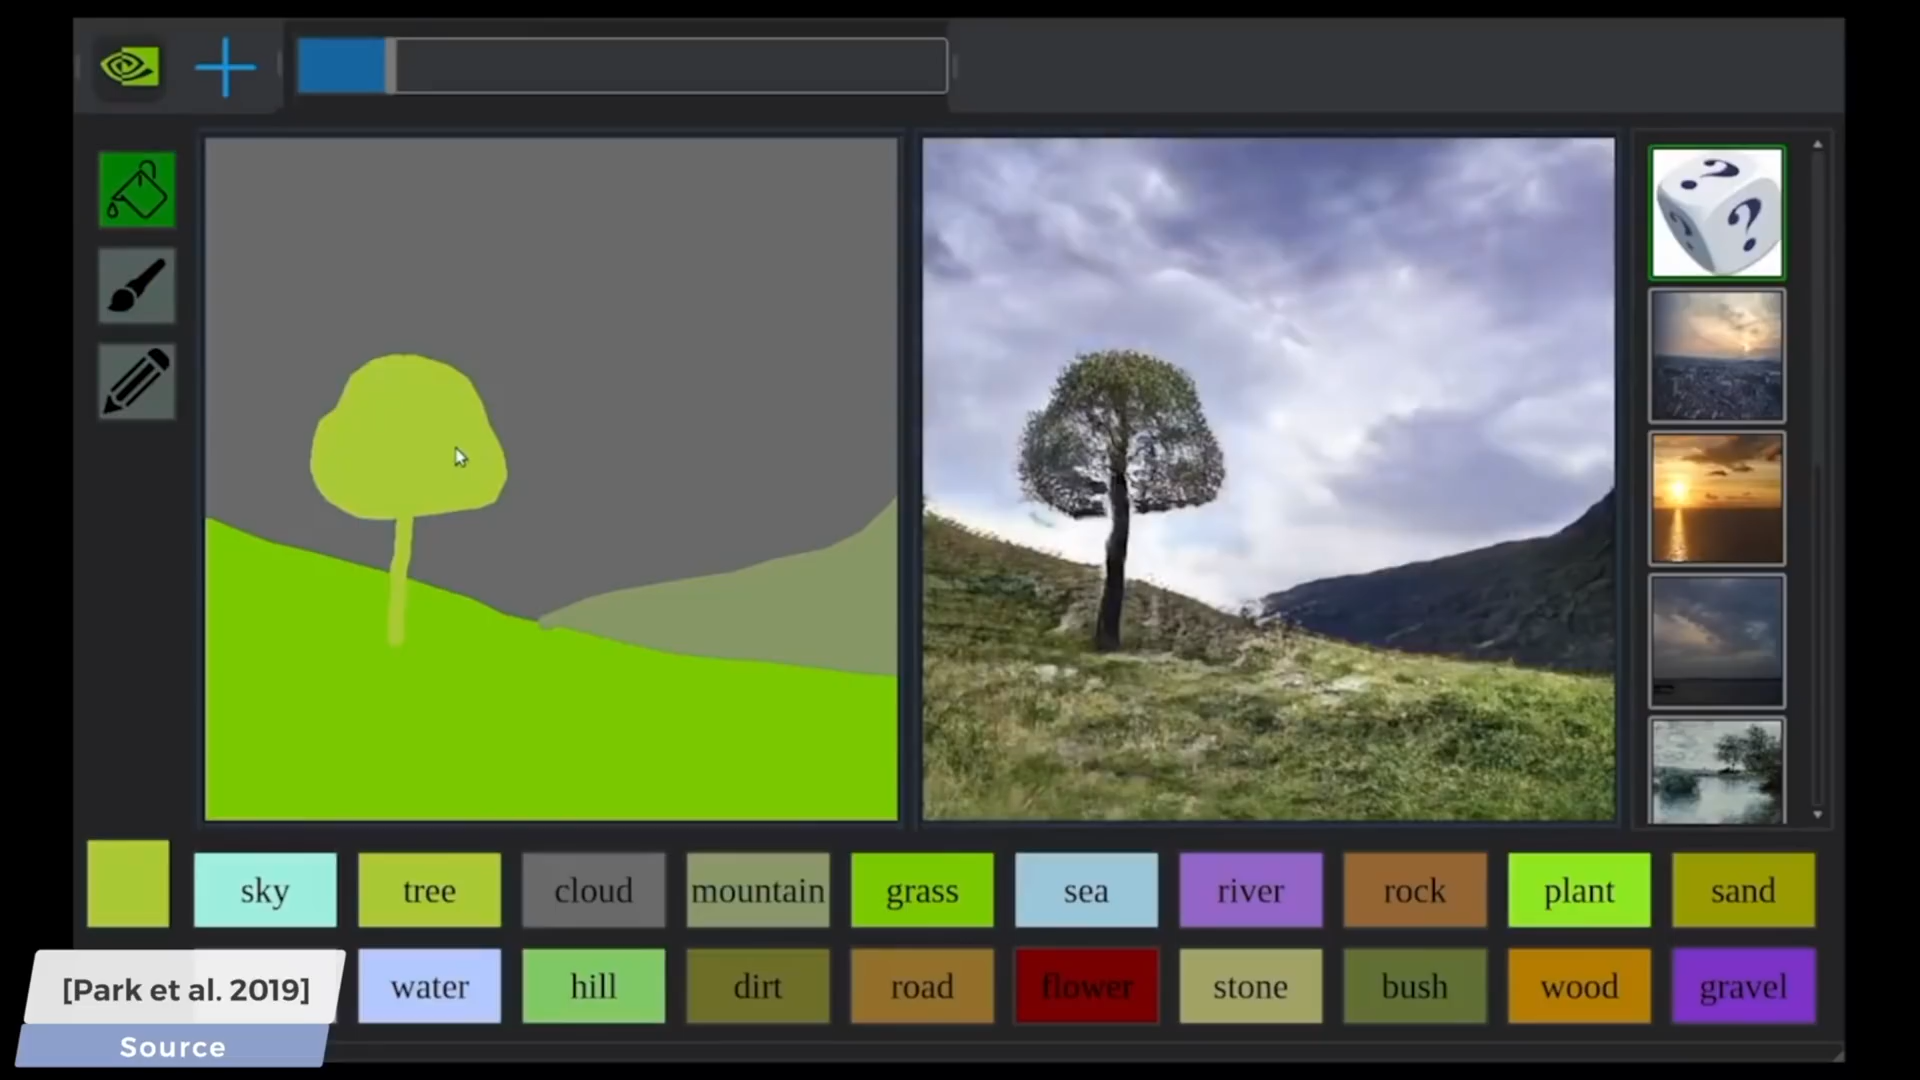 sky
tree
cloud
mountain
grass
sea
river
rock
plant
sand
water
hill
dirt
road
flower
stone
bush
wood
gravel
[Park et al. 2019]
Source